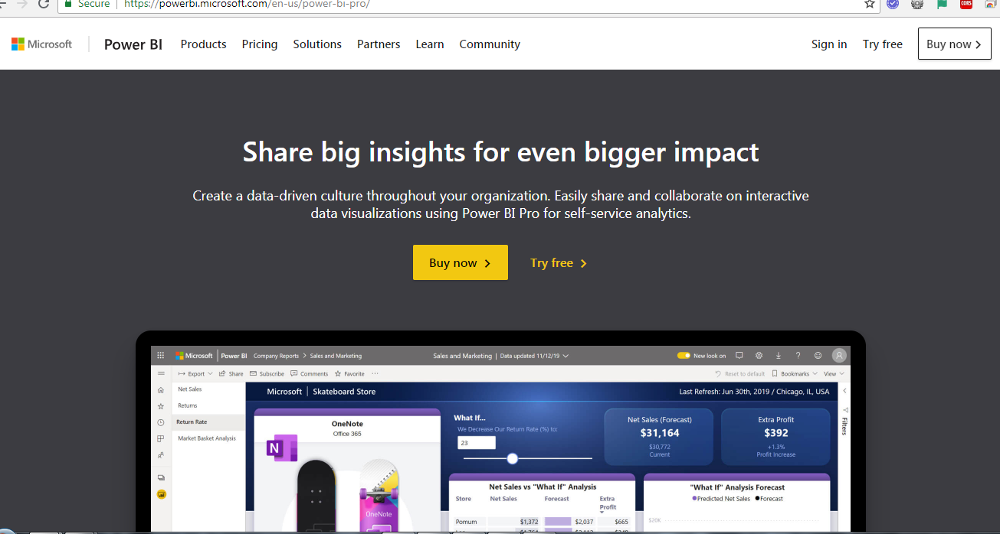 Secure | https://powerbi.microsoft.com/en-us/power-bi-pro/
CORS
Microsoft Power BI Products Pricing Solutions Partners Learn Community Sign in Try free Buy now
Share big insights for even bigger impact
Create a data-driven culture throughout your organization. Easily share and collaborate on interactive
data visualizations using Power BI Pro for self-service analytics.
Buy now Try free
Microsoft Power BI Company Reports > Sales and Marketing Sales and Marketing | Data updated 11/12/19 New look on
Export Share Subscribe Comments Favorite ... Reset to default Bookmarks View
Net Sales
Returns
Return Rate
Market Basket Analysis
Microsoft | Skateboard Store Last Refresh: Jun 30th, 2019 / Chicago, IL, USA
Filters
OneNote
Office 365
N
OneNote
What If...
We Decrease Our Return Rate (%) to:
23
Net Sales (Forecast)
$31,164
$30,772
Current
Extra Profit
$392
+1.3%
Profit Increase
Net Sales vs "What If" Analysis
Store Net Sales Forecast Extra
Profit
Pomum $1,372 $2,037 $665
"What If" Analysis Forecast
Predicted Net Sales Forecast
$20K